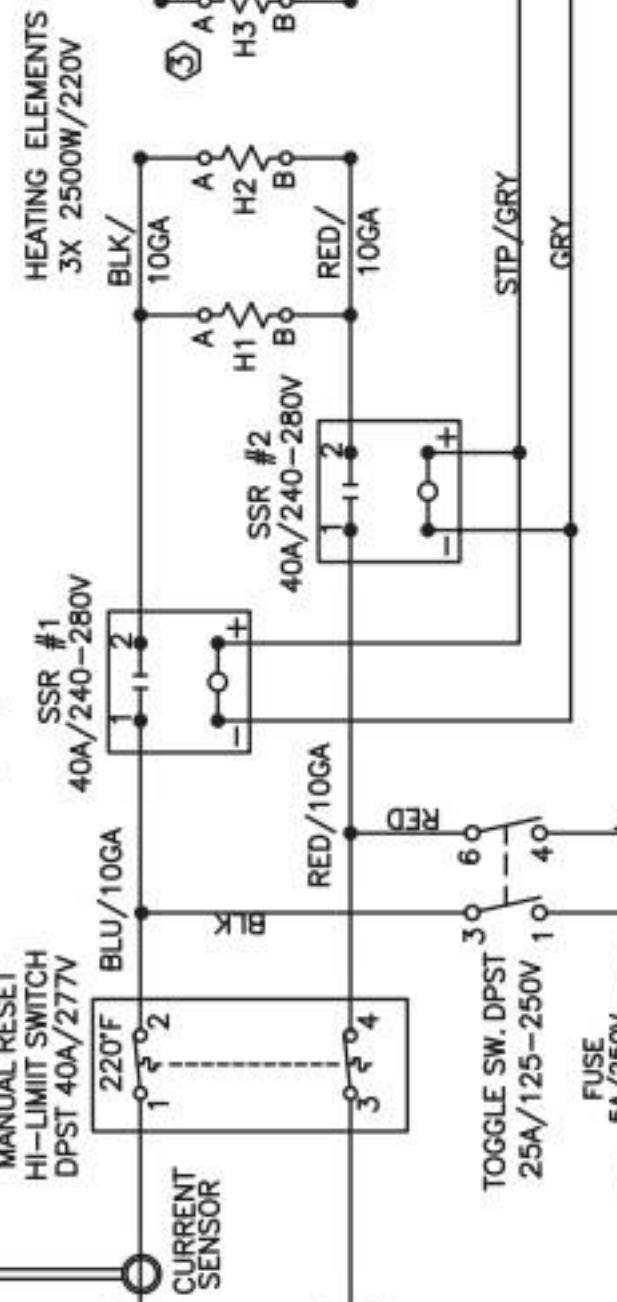 HEATING ELEMENTS
3X 2500W/220V
3
A
H3
B
A
H2
B
BLK/
10GA
RED/
10GA
STP/GRY
GRY
A
H1
B
SSR #2
40A/240-280V
1
2
+
-
SSR #1
40A/240-280V
1
2
+
-
BLU/10GA
RED/10GA
RED
BLK
6
4
3
1
TOGGLE SW. DPST
25A/125-250V
FUSE
5A/250V
MANUAL RESET
HI-LIMIIT SWITCH
DPST 40A/277V
220°F
1
2
3
4
CURRENT
SENSOR